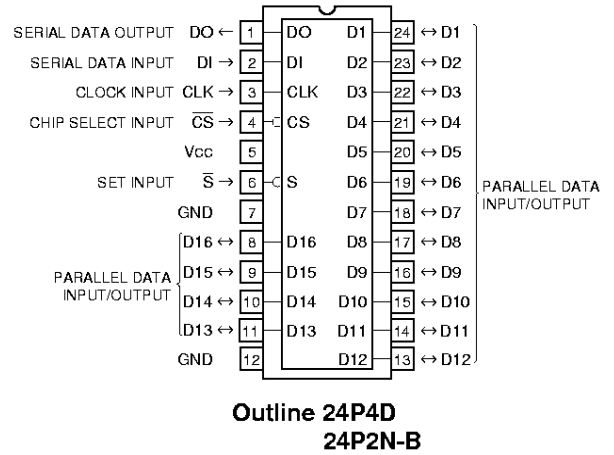 SERIAL DATA OUTPUT DO ← 1 DO D1 24 ↔ D1
SERIAL DATA INPUT DI → 2 DI D2 23 ↔ D2
CLOCK INPUT CLK → 3 CLK D3 22 ↔ D3
CHIP SELECT INPUT C̅S̅ → 4 CS D4 21 ↔ D4
Vcc 5 D5 20 ↔ D5
SET INPUT S̅ → 6 S D6 19 ↔ D6
GND 7 D7 18 ↔ D7
D16 ↔ 8 D16 D8 17 ↔ D8
D15 ↔ 9 D15 D9 16 ↔ D9
D14 ↔ 10 D14 D10 15 ↔ D10
D13 ↔ 11 D13 D11 14 ↔ D11
GND 12 D12 13 ↔ D12
PARALLEL DATA
INPUT/OUTPUT
PARALLEL DATA
INPUT/OUTPUT
Outline 24P4D
24P2N-B